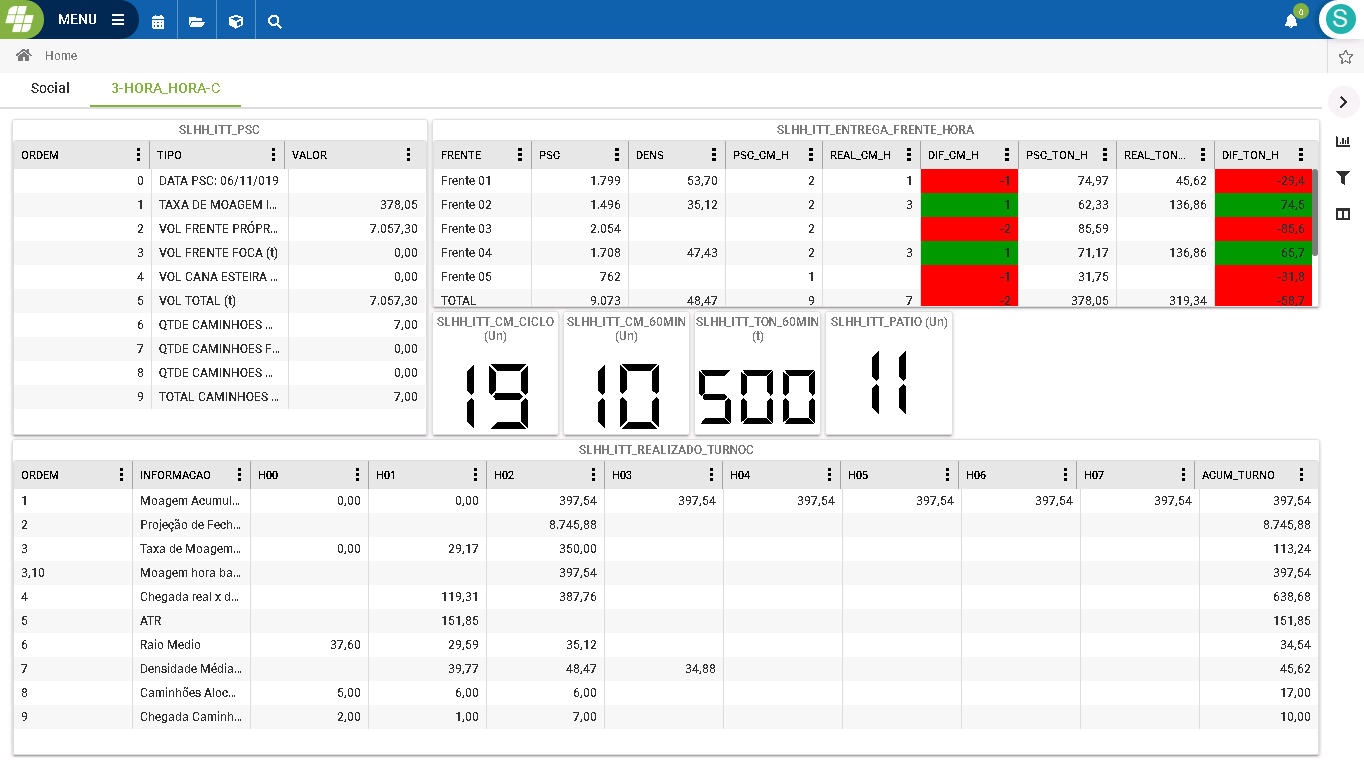 MENU
0
S
Home
Social 3-HORA_HORA-C
SLHH_ITT_PSC
ORDEM TIPO VALOR
0 DATA PSC: 06/11/019
1 TAXA DE MOAGEM I... 378,05
2 VOL FRENTE PRÓPR... 7.057,30
3 VOL FRENTE FOCA (t) 0,00
4 VOL CANA ESTEIRA ... 0,00
5 VOL TOTAL (t) 7.057,30
6 QTDE CAMINHOES ... 7,00
7 QTDE CAMINHOES F... 0,00
8 QTDE CAMINHOES ... 0,00
9 TOTAL CAMINHOES ... 7,00
SLHH_ITT_ENTREGA_FRENTE_HORA
FRENTE PSC DENS PSC_CM_H REAL_CM_H DIF_CM_H PSC_TON_H REAL_TON... DIF_TON_H
Frente 01 1.799 53,70 2 1 -1 74,97 45,62 -29,4
Frente 02 1.496 35,12 2 3 1 62,33 136,86 74,5
Frente 03 2.054 2 -2 85,59 -85,6
Frente 04 1.708 47,43 2 3 1 71,17 136,86 65,7
Frente 05 762 1 -1 31,75 -31,8
TOTAL 9.073 48,47 9 7 -2 378,05 319,34 -58,7
SLHH_ITT_CM_CICLO
(Un)
19
SLHH_ITT_CM_60MIN
(Un)
10
SLHH_ITT_TON_60MIN
(t)
500
SLHH_ITT_PATIO (Un)
11
SLHH_ITT_REALIZADO_TURNOC
ORDEM INFORMACAO H00 H01 H02 H03 H04 H05 H06 H07 ACUM_TURNO
1 Moagem Acumul... 0,00 0,00 397,54 397,54 397,54 397,54 397,54 397,54 397,54
2 Projeção de Fech... 8.745,88 8.745,88
3 Taxa de Moagem... 0,00 29,17 350,00 113,24
3,10 Moagem hora ba... 397,54 397,54
4 Chegada real x d... 119,31 387,76 638,68
5 ATR 151,85 151,85
6 Raio Medio 37,60 29,59 35,12 34,54
7 Densidade Média... 39,77 48,47 34,88 45,62
8 Caminhões Aloc... 5,00 6,00 6,00 17,00
9 Chegada Caminh... 2,00 1,00 7,00 10,00